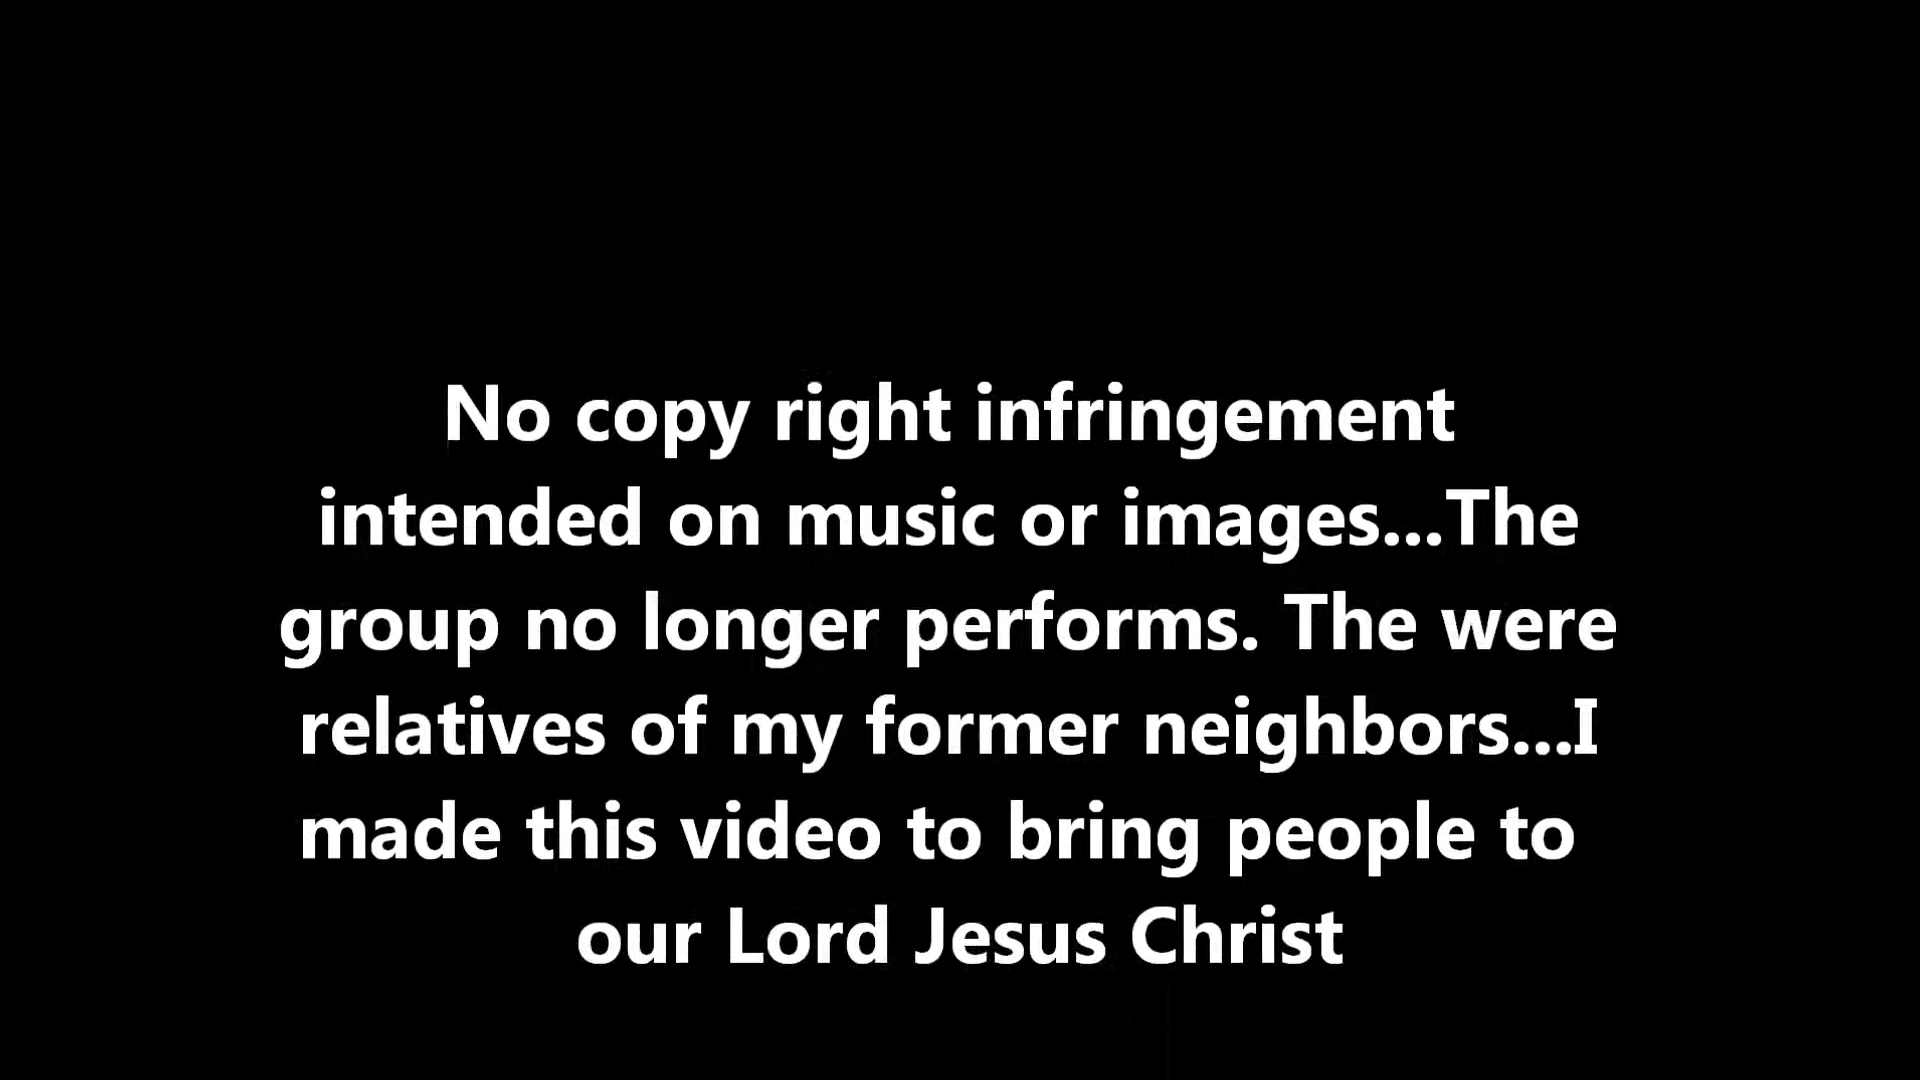 No copy right infringement
intended on music or images...The
group no longer performs. The were
relatives of my former neighbors...I
made this video to bring people to
our Lord Jesus Christ